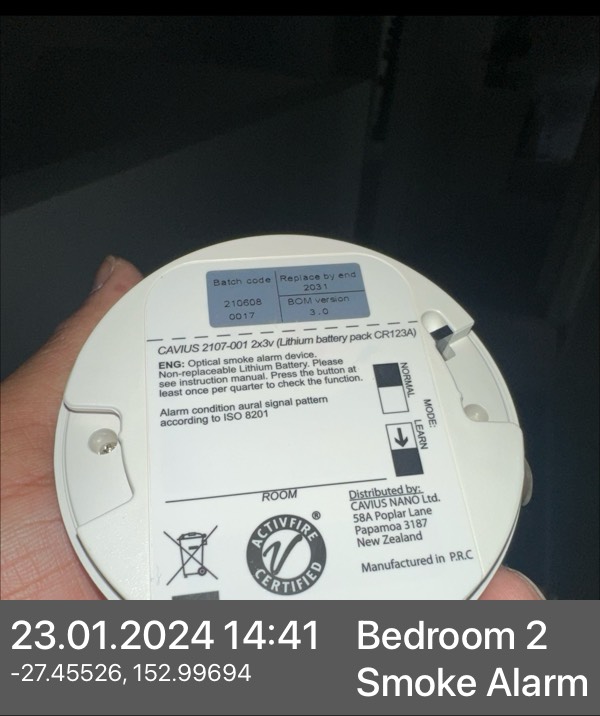 Batch code
210608
0017
Replace by end
2031
BOM version
3.0
CAVIUS 2107-001 2x3v (Lithium battery pack CR123A)
ENG: Optical smoke alarm device.
Non-replaceable Lithium Battery. Please
see instruction manual. Press the button at
least once per quarter to check the function.
Alarm condition aural signal pattern
according to ISO 8201
MODE:
NORMAL
LEARN
ROOM
Distributed by:
CAVIUS NANO Ltd.
58A Poplar Lane
Papamoa 3187
New Zealand
Manufactured in P.R.C
ACTIVFIRE®
CERTIFIED
23.01.2024 14:41
-27.45526, 152.99694
Bedroom 2
Smoke Alarm